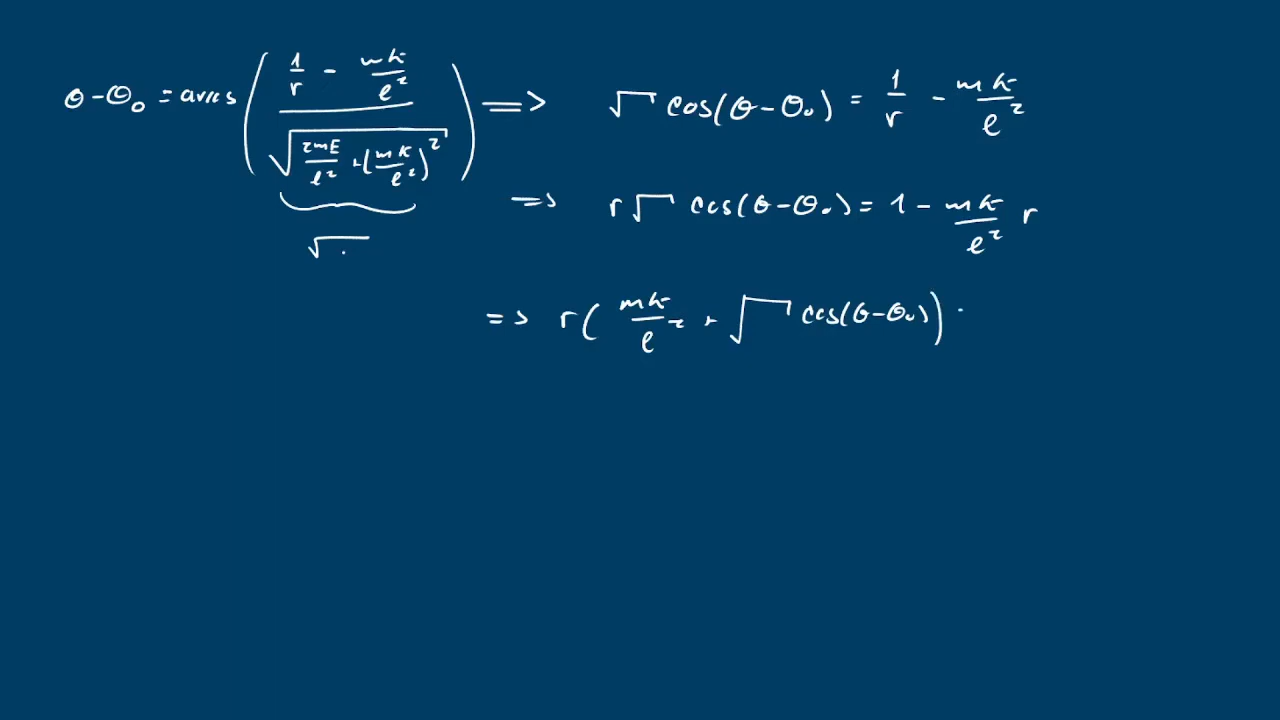 θ-θ₀ = arccs ( (1/r - mk/ℓ²) / √(2mE/ℓ² + (mk/ℓ²)²) ) => √ cos(θ-θ₀) = 1/r - mk/ℓ²
√
=> r√ cos(θ-θ₀) = 1 - mk/ℓ² r
=> r( mk/ℓ² + √ cos(θ-θ₀) )